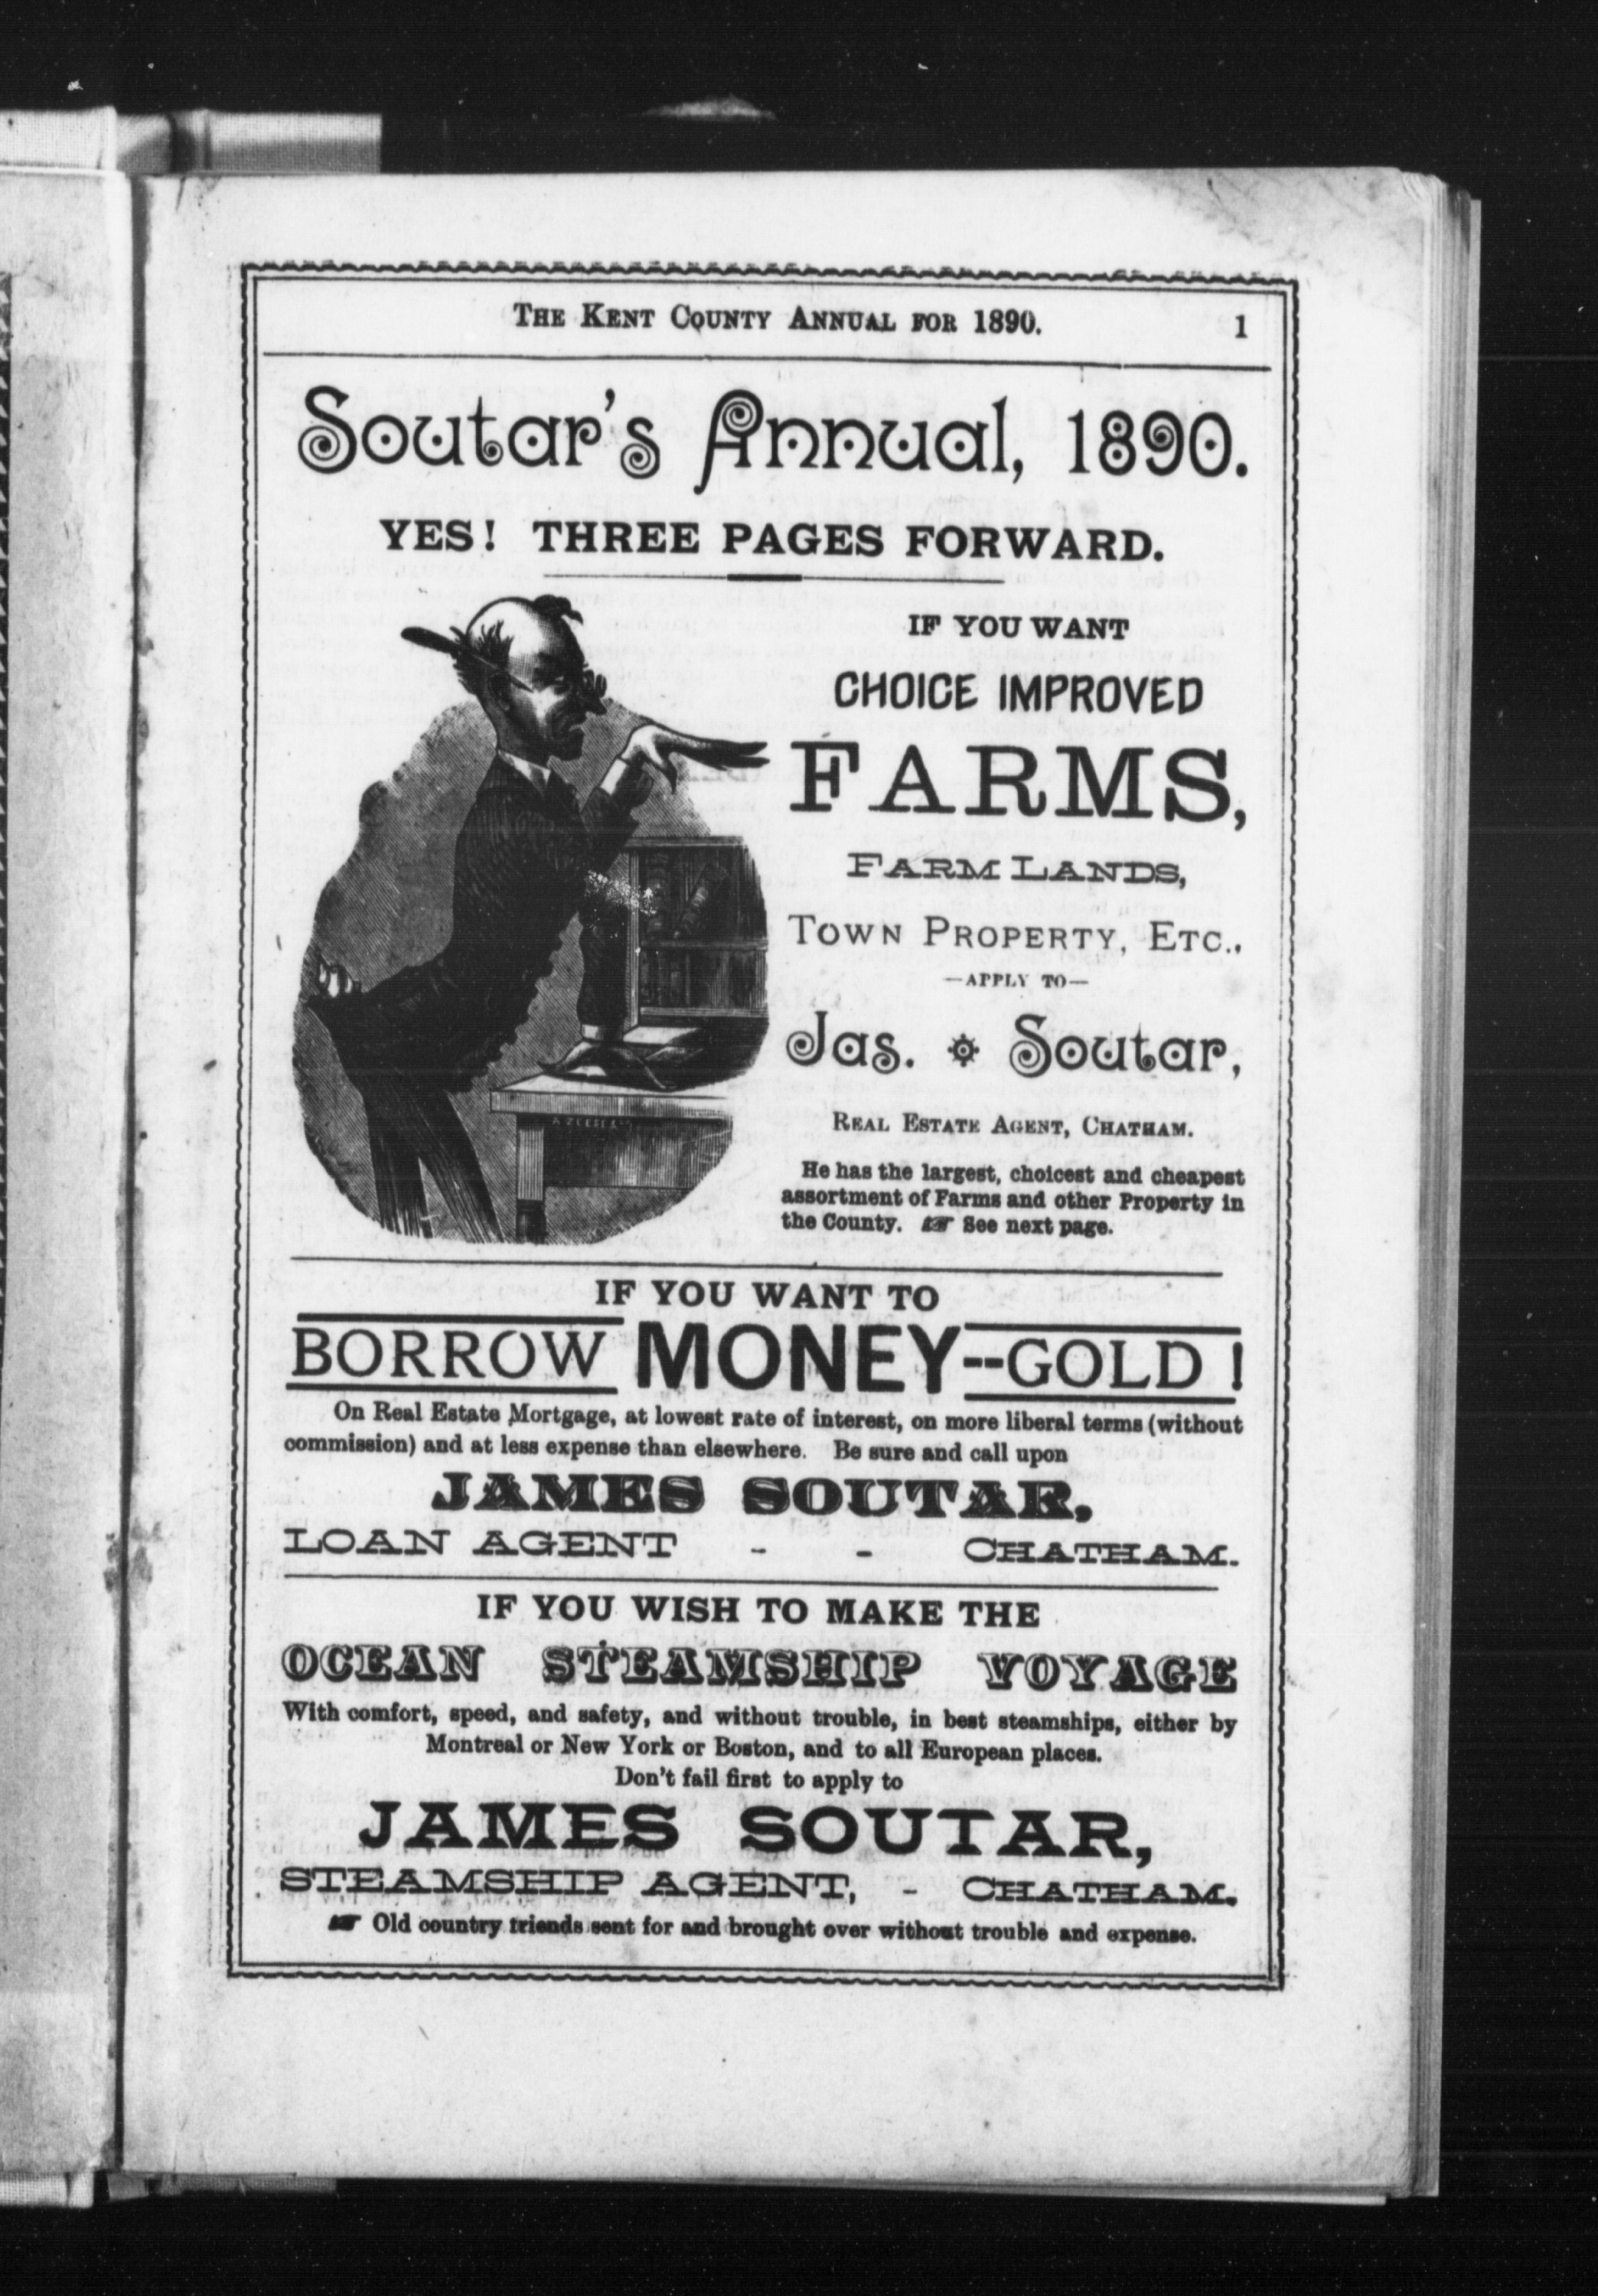 THE KENT COUNTY ANNUAL FOR 1890. 1
Soutar's Annual, 1890.
YES! THREE PAGES FORWARD.
IF YOU WANT
CHOICE IMPROVED
FARMS,
FARM LANDS,
TOWN PROPERTY, ETC.,
—APPLY TO—
Jas. Soutar,
REAL ESTATE AGENT, CHATHAM.
He has the largest, choicest and cheapest
assortment of Farms and other Property in
the County. ☞ See next page.
IF YOU WANT TO
BORROW MONEY--GOLD !
On Real Estate Mortgage, at lowest rate of interest, on more liberal terms (without
commission) and at less expense than elsewhere. Be sure and call upon
JAMES SOUTAR,
LOAN AGENT - - CHATHAM.
IF YOU WISH TO MAKE THE
OCEAN STEAMSHIP VOYAGE
With comfort, speed, and safety, and without trouble, in best steamships, either by
Montreal or New York or Boston, and to all European places.
Don't fail first to apply to
JAMES SOUTAR,
STEAMSHIP AGENT, - CHATHAM.
☞ Old country friends sent for and brought over without trouble and expense.